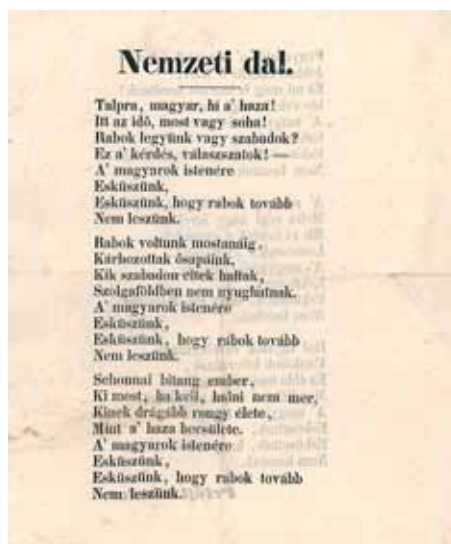 Nemzeti dal.
Talpra, magyar, hi a' haza!
Itt az idő, most vagy soha!
Rabok legyünk vagy szabadok?
Ez a' kérdés, válaszszatok! —
A' magyarok istenére
Esküszünk,
Esküszünk, hogy rabok tovább
Nem leszünk.
Rabok voltunk mostanáig,
Kárhozottak ősapáink,
Kik szabadon éltek haltak,
Szolgaföldben nem nyughatnak.
A' magyarok istenére
Esküszünk,
Esküszünk, hogy rabok tovább
Nem leszünk.
Sehonnai bitang ember,
Ki most, ha kell, halni nem mer,
Kinek drágább rongy élete,
Mint a' haza becsülete.
A' magyarok istenére
Esküszünk,
Esküszünk, hogy rabok tovább
Nem leszünk.